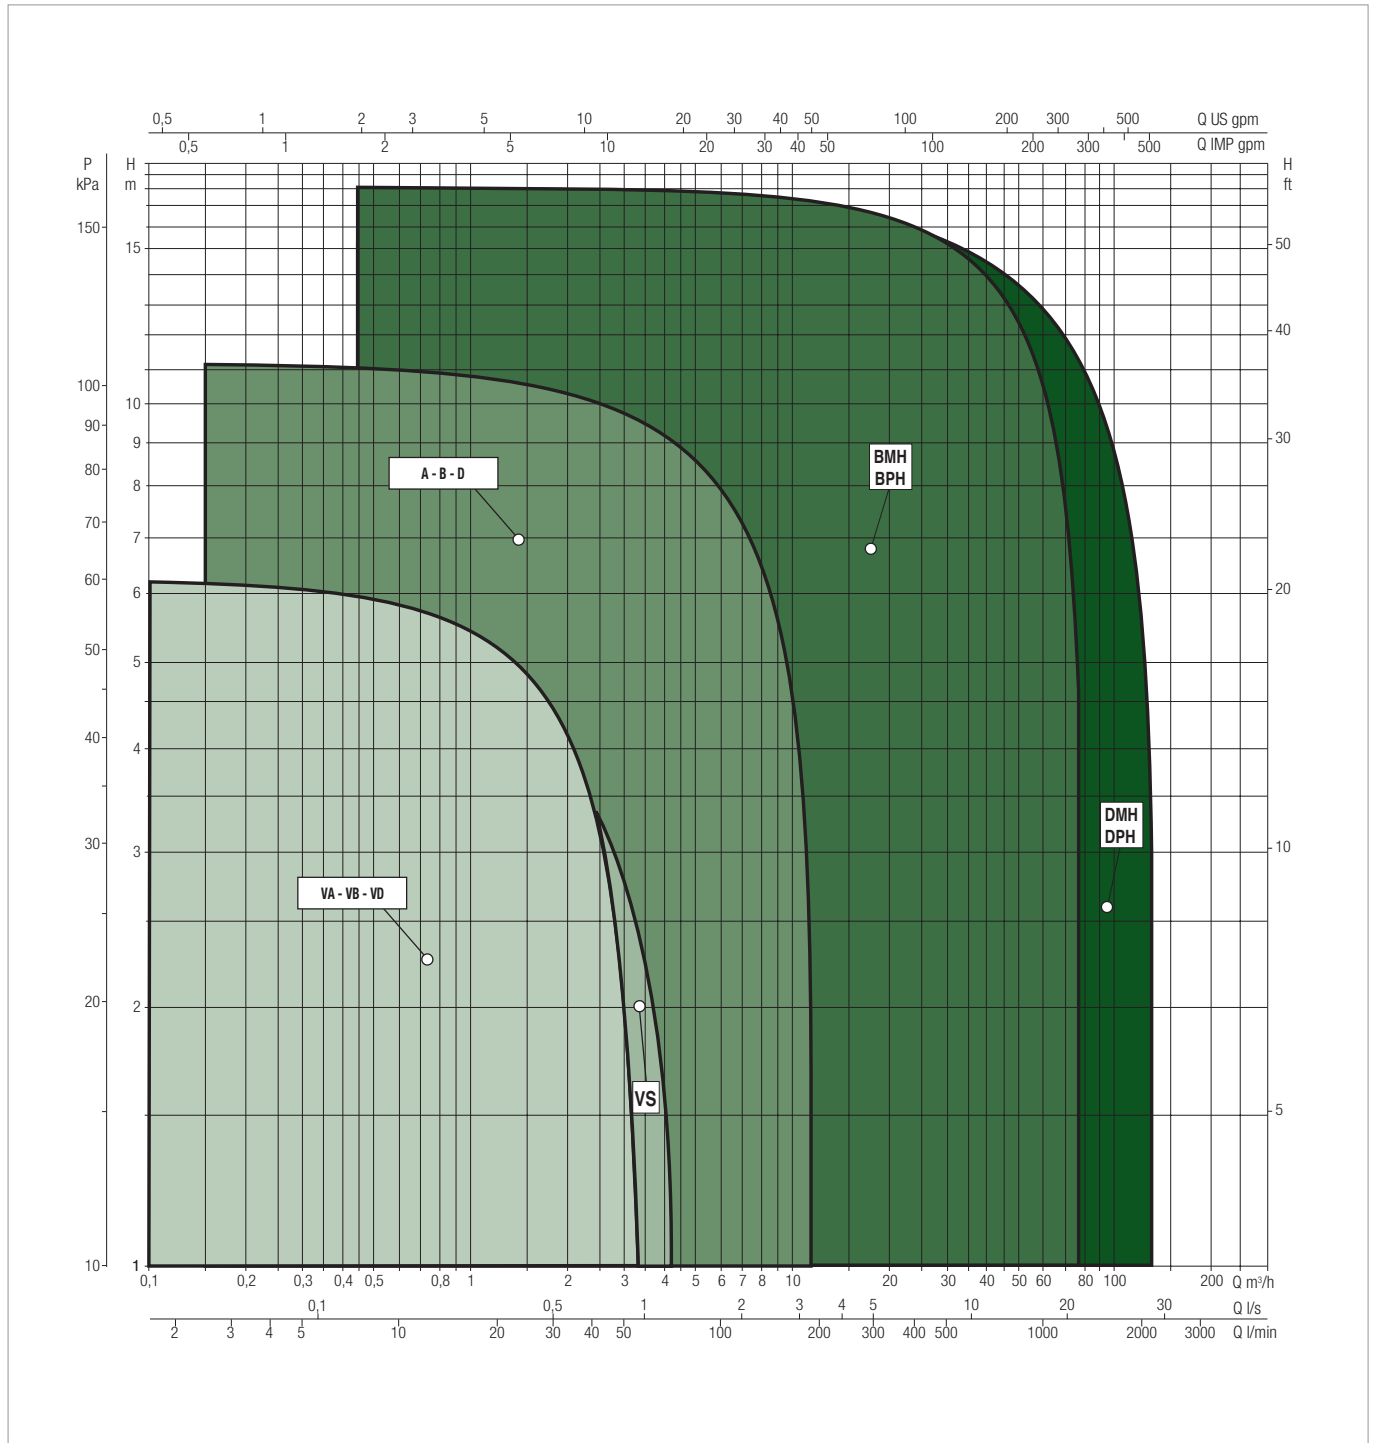 0,5 1 2 3 5 10 20 30 40 50 100 200 300 500 Q US gpm
0,5 1 2 5 10 20 30 40 50 100 200 300 500 Q IMP gpm
P
kPa
H
m
H
ft
150
100
90
80
70
60
50
40
30
20
10
15
10
9
8
7
6
5
4
3
2
1
50
40
30
20
10
5
A - B - D
BMH
BPH
DMH
DPH
VA - VB - VD
VS
0,1 0,2 0,3 0,4 0,5 0,8 1 2 3 4 5 6 7 8 10 20 30 40 50 60 80 100 200 Q m³/h
0,1 0,5 1 2 3 4 5 10 20 30 Q l/s
2 3 4 5 10 20 30 40 50 100 200 300 400 500 1000 2000 3000 Q l/min